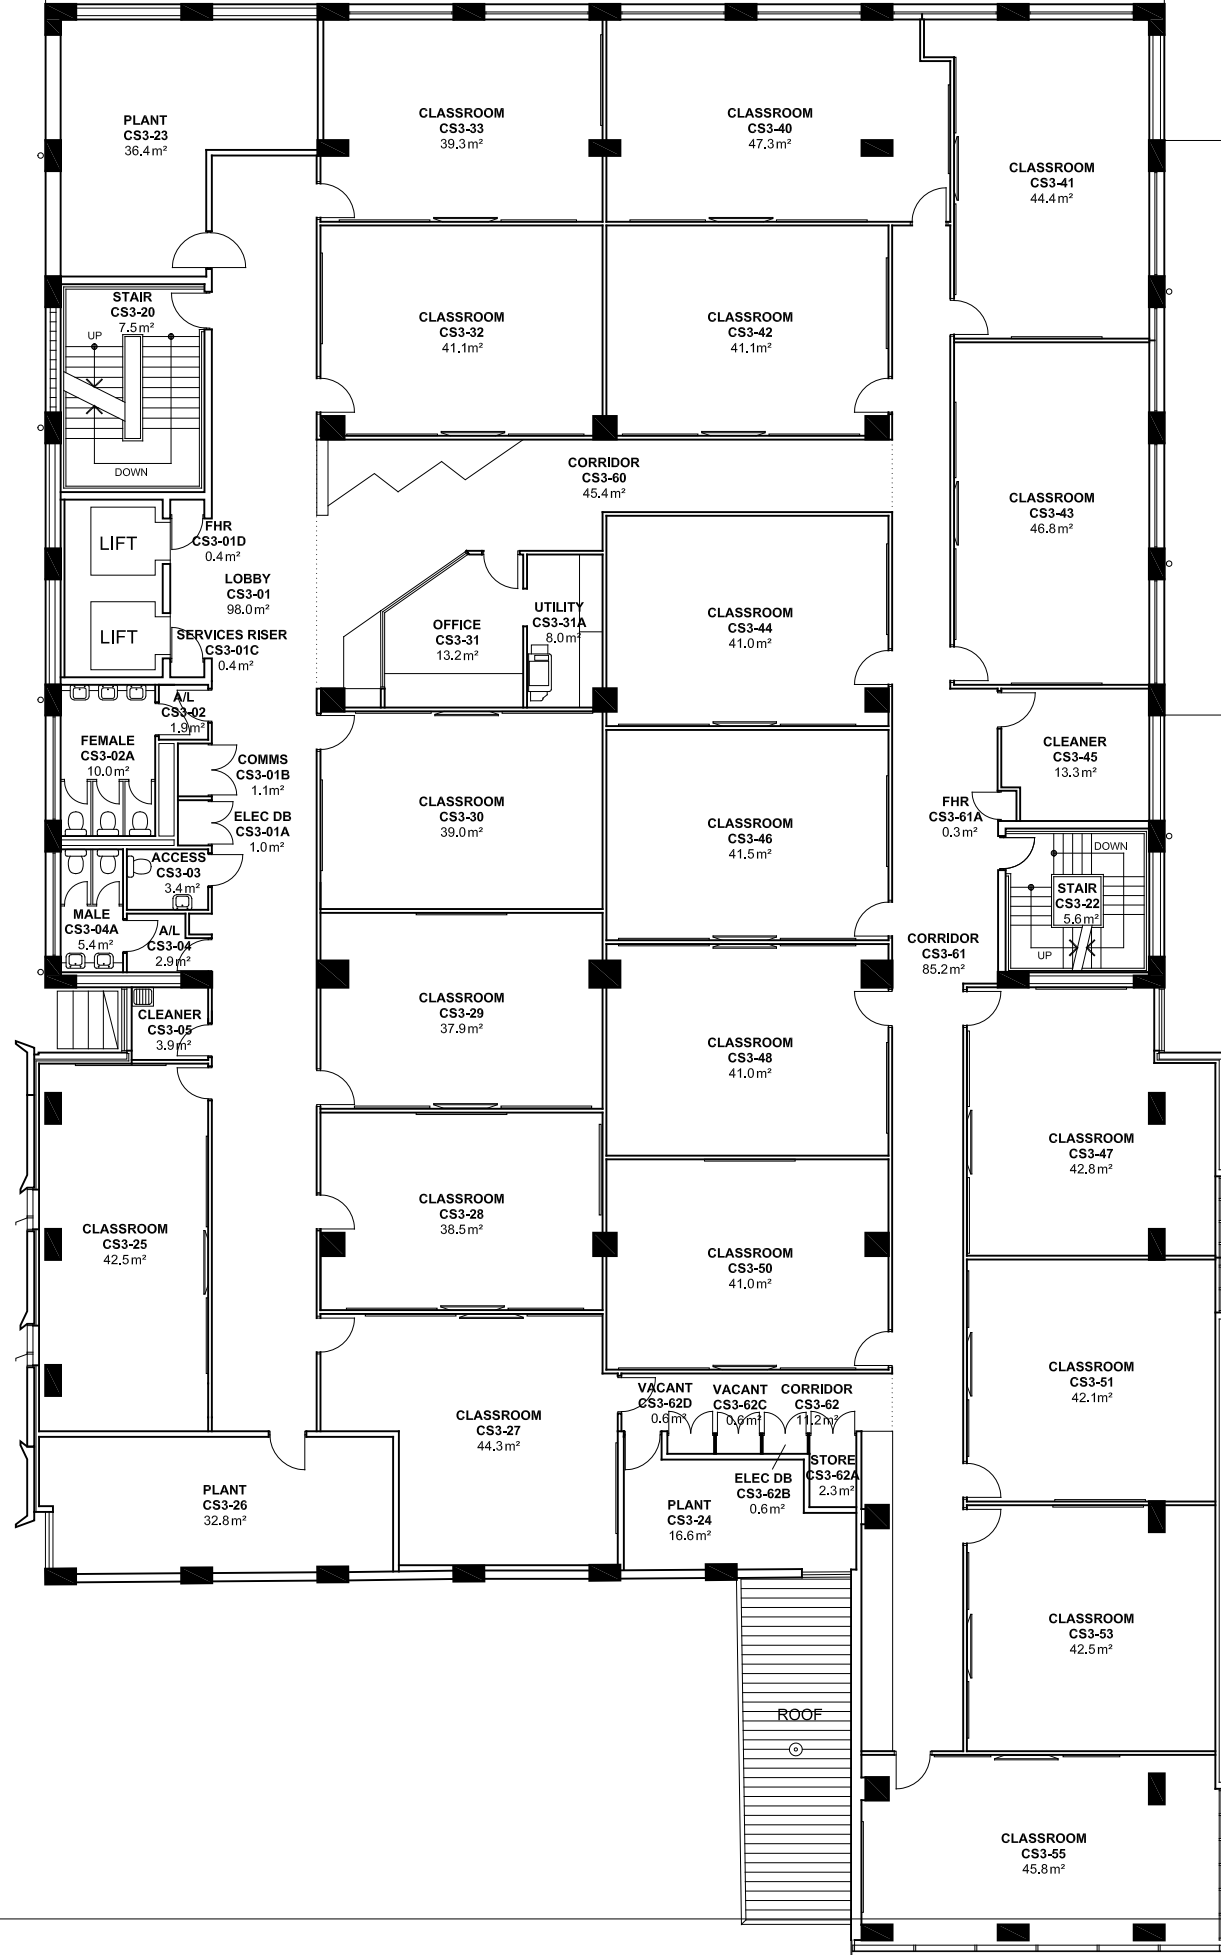 PLANT
CS3-23
36.4m²
CLASSROOM
CS3-33
39.3m²
CLASSROOM
CS3-40
47.3m²
CLASSROOM
CS3-41
44.4m²
STAIR
CS3-20
7.5m²
UP
DOWN
CLASSROOM
CS3-32
41.1m²
CLASSROOM
CS3-42
41.1m²
CORRIDOR
CS3-60
45.4m²
CLASSROOM
CS3-43
46.8m²
LIFT
FHR
CS3-01D
0.4m²
LOBBY
CS3-01
98.0m²
LIFT
SERVICES RISER
CS3-01C
0.4m²
OFFICE
CS3-31
13.2m²
UTILITY
CS3-31A
8.0m²
CLASSROOM
CS3-44
41.0m²
A/L
CS3-02
1.9m²
FEMALE
CS3-02A
10.0m²
COMMS
CS3-01B
1.1m²
ELEC DB
CS3-01A
1.0m²
CLASSROOM
CS3-30
39.0m²
CLASSROOM
CS3-46
41.5m²
CLEANER
CS3-45
13.3m²
FHR
CS3-61A
0.3m²
ACCESS
CS3-03
3.4m²
MALE
CS3-04A
5.4m²
A/L
CS3-04
2.9m²
STAIR
CS3-22
5.6m²
DOWN
UP
CORRIDOR
CS3-61
85.2m²
CLEANER
CS3-05
3.9m²
CLASSROOM
CS3-29
37.9m²
CLASSROOM
CS3-48
41.0m²
CLASSROOM
CS3-47
42.8m²
CLASSROOM
CS3-25
42.5m²
CLASSROOM
CS3-28
38.5m²
CLASSROOM
CS3-50
41.0m²
CLASSROOM
CS3-51
42.1m²
CLASSROOM
CS3-27
44.3m²
VACANT
CS3-62D
0.6m²
VACANT
CS3-62C
0.6m²
CORRIDOR
CS3-62
11.2m²
PLANT
CS3-26
32.8m²
PLANT
CS3-24
16.6m²
ELEC DB
CS3-62B
0.6m²
STORE
CS3-62A
2.3m²
CLASSROOM
CS3-53
42.5m²
ROOF
CLASSROOM
CS3-55
45.8m²